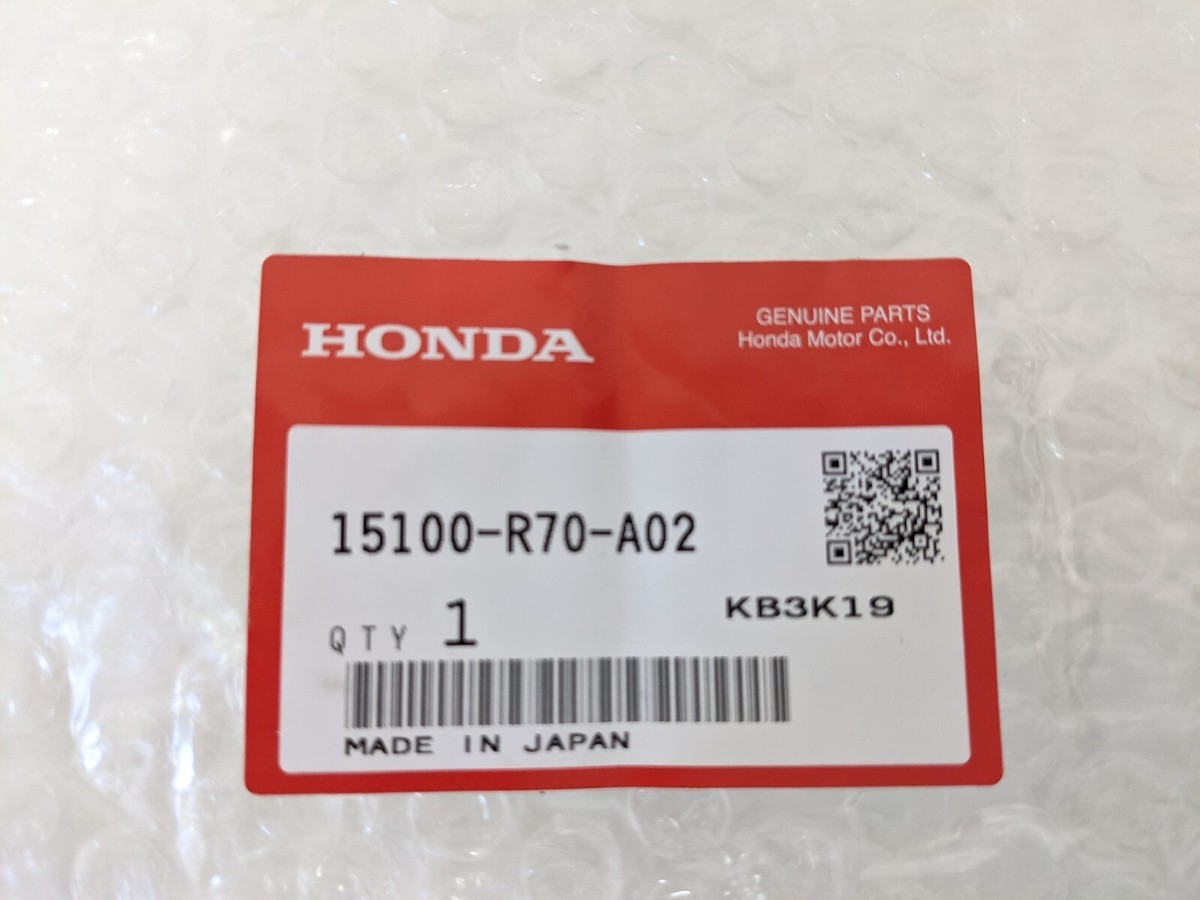 HONDA
GENUINE PARTS
Honda Motor Co., Ltd.
15100-R70-A02
KB3K19
QTY 1
MADE IN JAPAN